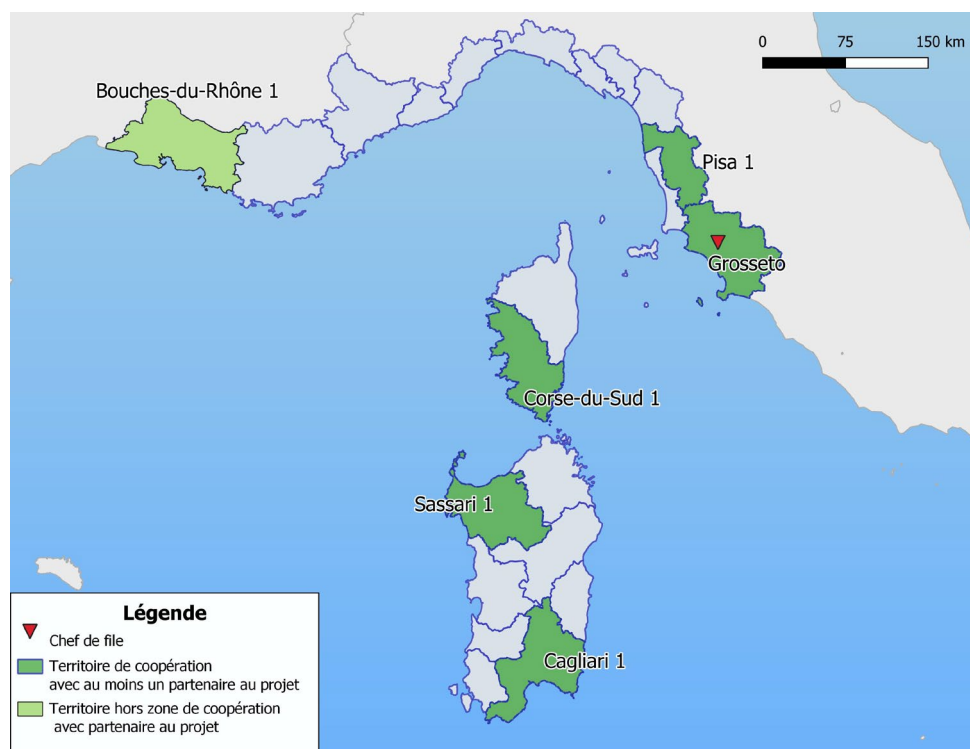 0 75 150 km
Bouches-du-Rhône 1
Pisa 1
Grosseto
Corse-du-Sud 1
Sassari 1
Cagliari 1
Légende
Chef de file
Territoire de coopération
avec au moins un partenaire au projet
Territoire hors zone de coopération
avec partenaire au projet